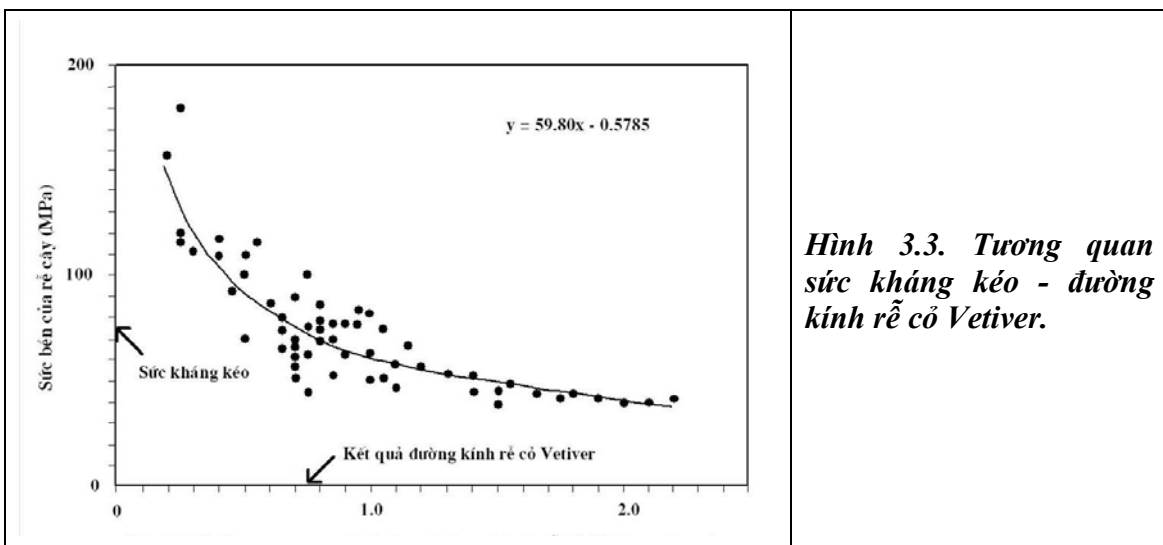 200
y = 59.80x - 0.5785
Sức bền của rễ cây (MPa)
100
Sức kháng kéo
Kết quả đường kính rễ cỏ Vetiver
0
0 1.0 2.0
Hình 3.3. Tương quan
sức kháng kéo - đường
kính rễ cỏ Vetiver.